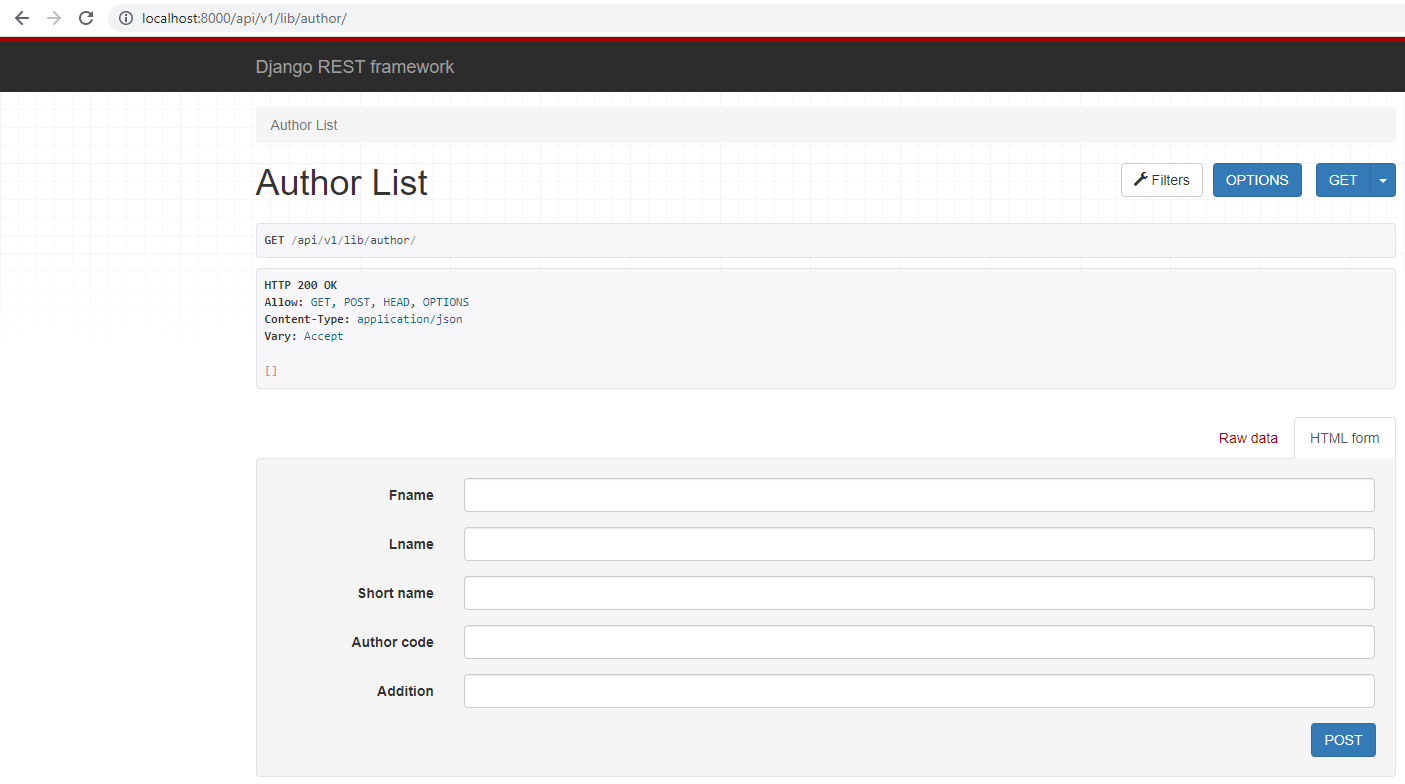 localhost:8000/api/v1/lib/author/
Django REST framework
Author List
Author List
Filters OPTIONS GET
GET /api/v1/lib/author/
HTTP 200 OK
Allow: GET, POST, HEAD, OPTIONS
Content-Type: application/json
Vary: Accept
[]
Raw data HTML form
Fname
Lname
Short name
Author code
Addition
POST